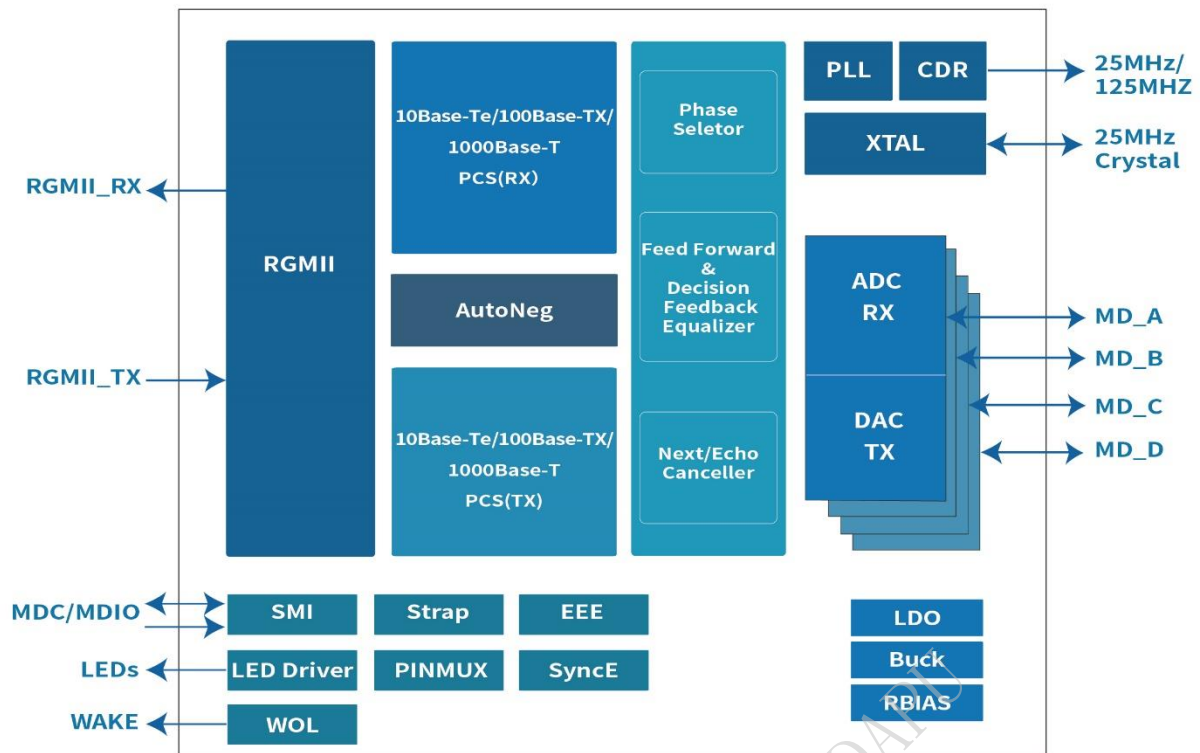 RGMII_RX
RGMII_TX
MDC/MDIO
LEDs
WAKE
RGMII
10Base-Te/100Base-TX/
1000Base-T
PCS(RX)
AutoNeg
10Base-Te/100Base-TX/
1000Base-T
PCS(TX)
Phase
Seletor
Feed Forward
&
Decision
Feedback
Equalizer
Next/Echo
Canceller
PLL
CDR
XTAL
25MHz/
125MHZ
25MHz
Crystal
ADC
RX
DAC
TX
MD_A
MD_B
MD_C
MD_D
SMI
Strap
EEE
LED Driver
PINMUX
SyncE
WOL
LDO
Buck
RBIAS